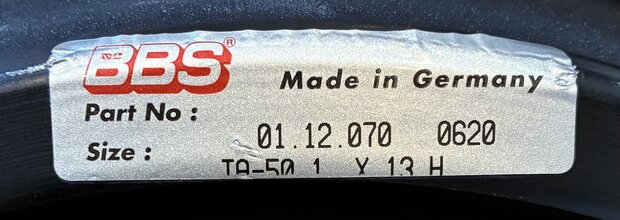 BBS® Made in Germany
Part No : 01.12.070 0620
Size : TA-50 1 X 13 H